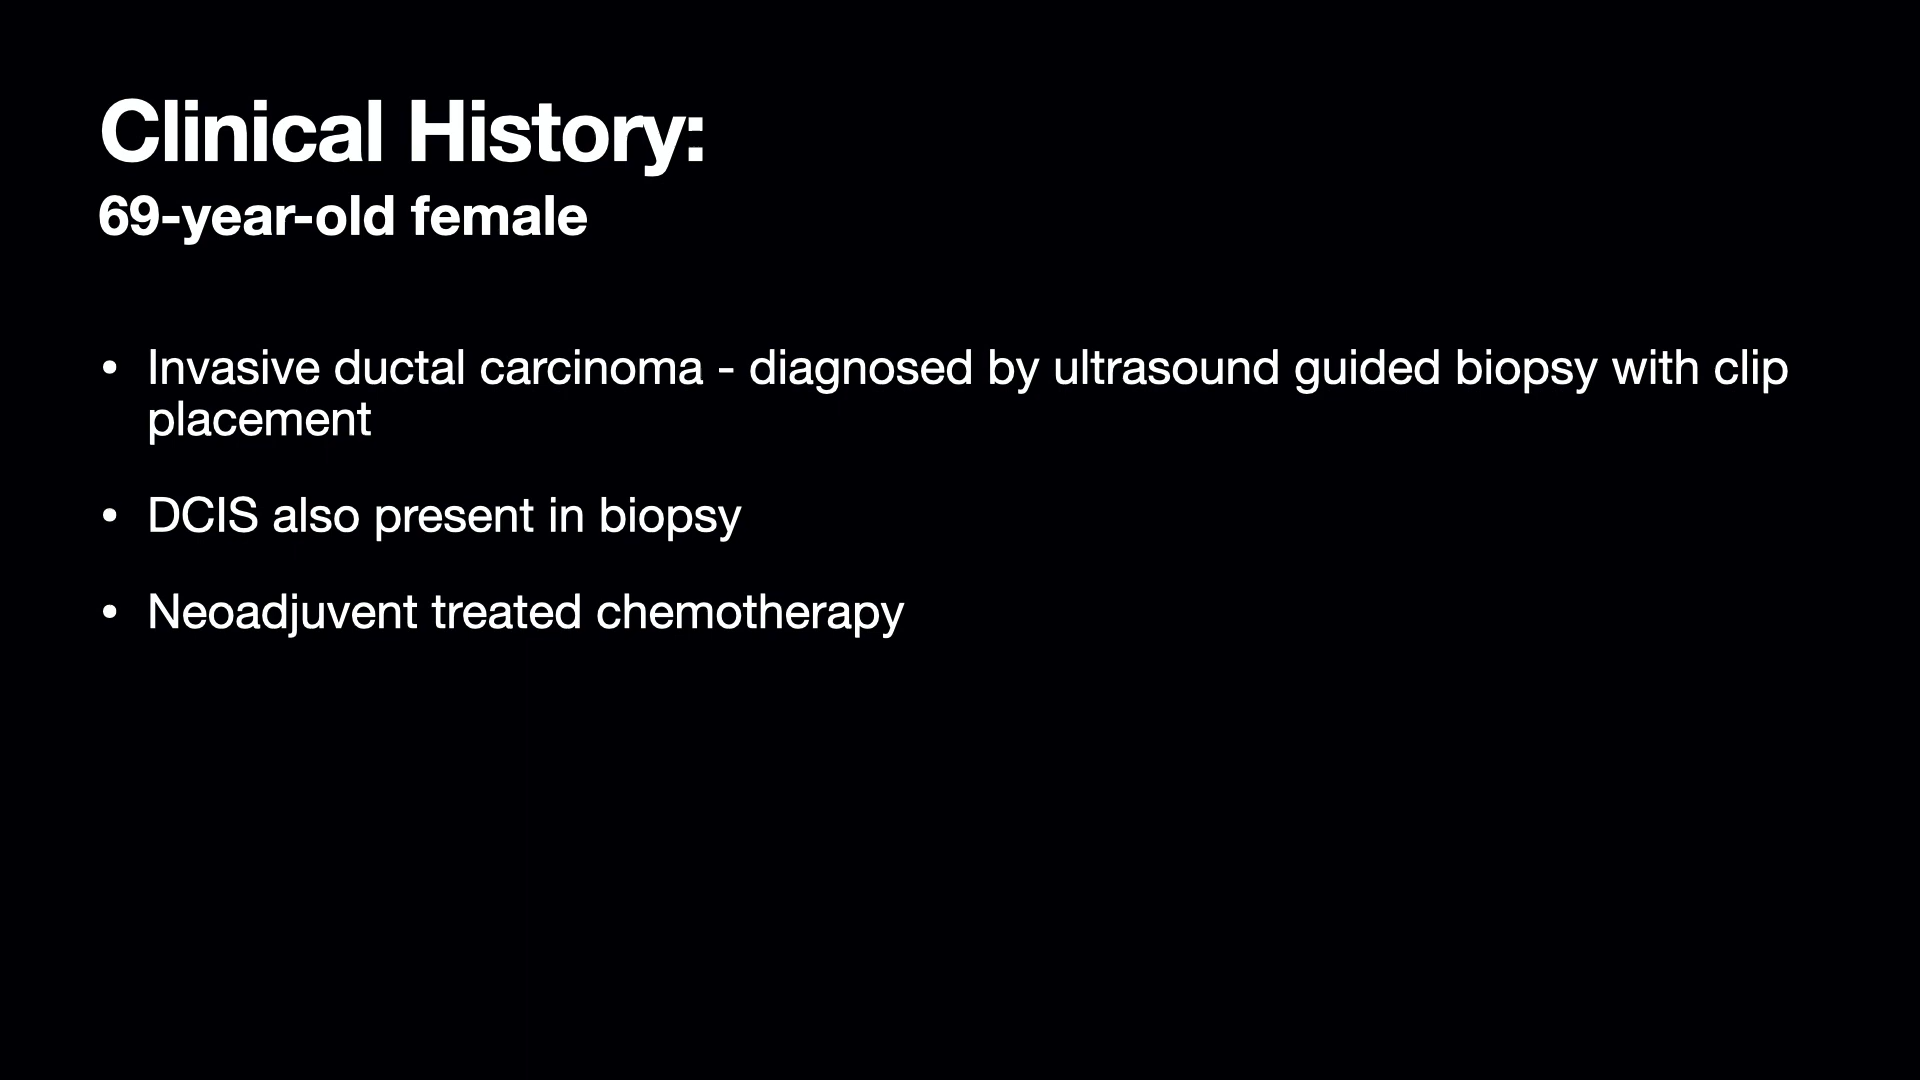 Clinical History:
69-year-old female
• Invasive ductal carcinoma - diagnosed by ultrasound guided biopsy with clip
placement
• DCIS also present in biopsy
• Neoadjuvent treated chemotherapy